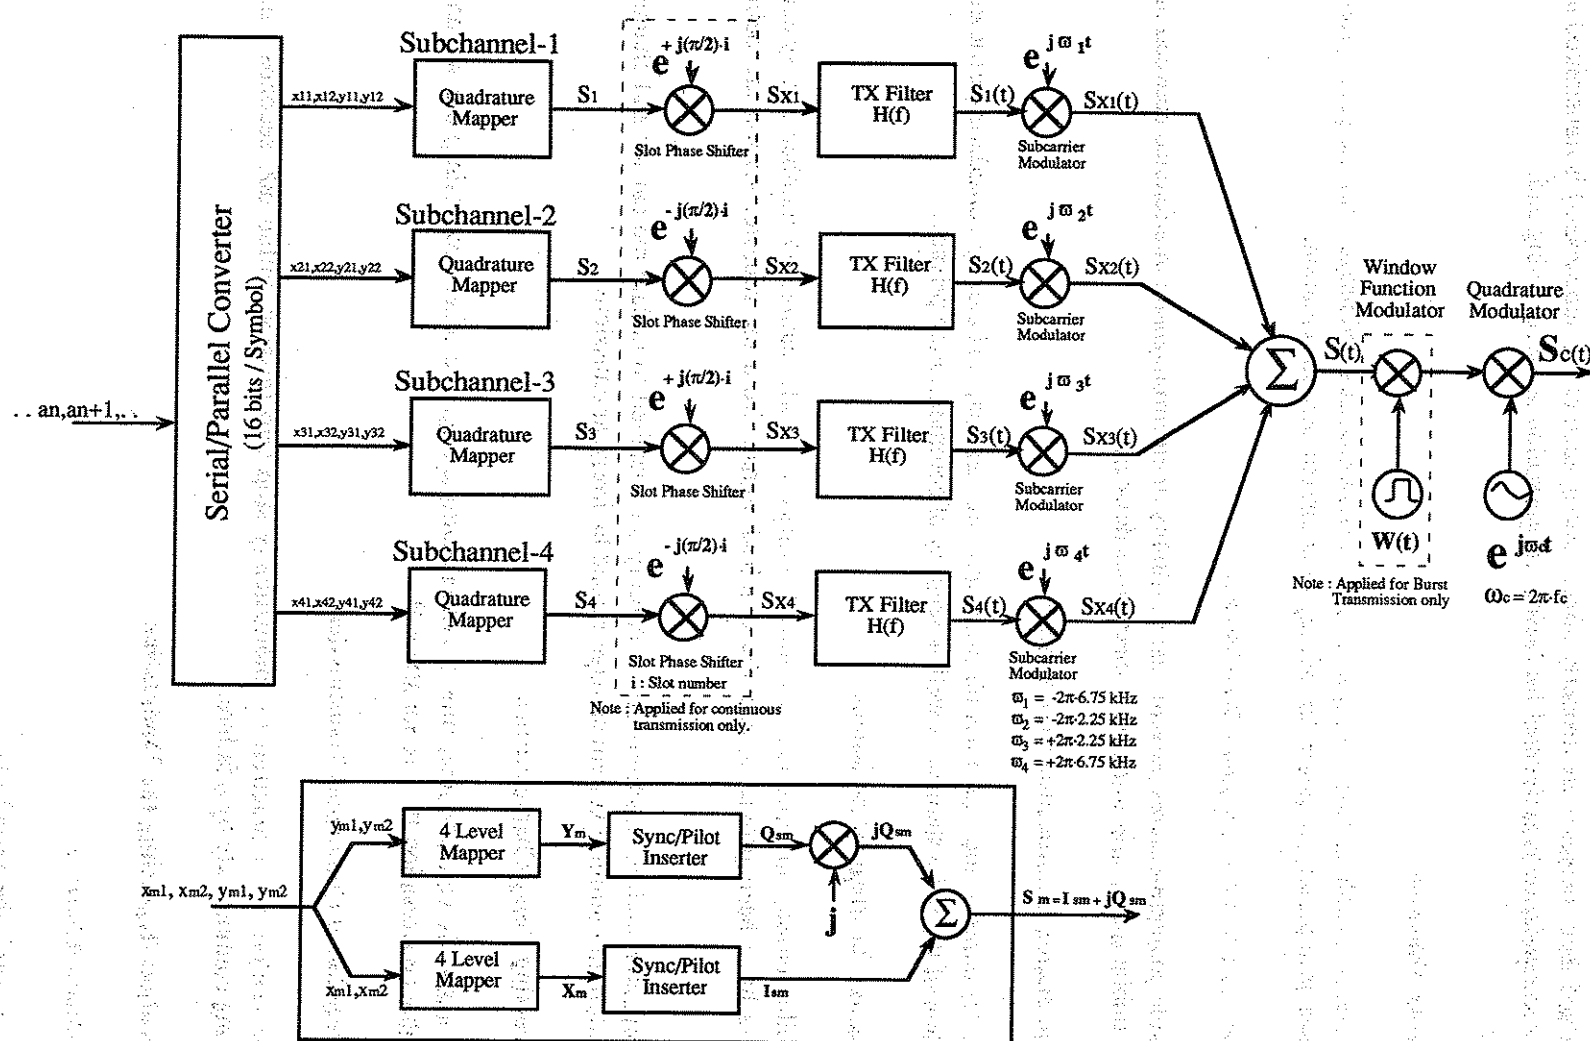 Subchannel-1
e + j(π/2)·i
e j ϖ 1t
x11,x12,y11,y12
Quadrature
Mapper
S1
Sx1
TX Filter
H(f)
S1(t)
Sx1(t)
Slot Phase Shifter
Subcarrier
Modulator
Subchannel-2
e - j(π/2)·i
e j ϖ 2t
x21,x22,y21,y22
Quadrature
Mapper
S2
Sx2
TX Filter
H(f)
S2(t)
Sx2(t)
Slot Phase Shifter
Subcarrier
Modulator
Serial/Parallel Converter
(16 bits / Symbol)
. . an,an+1,. .
Subchannel-3
e + j(π/2)·i
e j ϖ 3t
x31,x32,y31,y32
Quadrature
Mapper
S3
Sx3
TX Filter
H(f)
S3(t)
Sx3(t)
Slot Phase Shifter
Subcarrier
Modulator
Subchannel-4
e - j(π/2)·i
e j ϖ 4t
x41,x42,y41,y42
Quadrature
Mapper
S4
Sx4
TX Filter
H(f)
S4(t)
Sx4(t)
Slot Phase Shifter
i : Slot number
Note : Applied for continuous
transmission only.
Subcarrier
Modulator
ϖ1 = -2π·6.75 kHz
ϖ2 = -2π·2.25 kHz
ϖ3 = +2π·2.25 kHz
ϖ4 = +2π·6.75 kHz
Σ
S(t)
Window
Function
Modulator
Quadrature
Modulator
Sc(t)
W(t)
e jϖct
Note : Applied for Burst
Transmission only
ωc = 2π·fc
xm1, xm2, ym1, ym2
ym1,ym2
4 Level
Mapper
Ym
Sync/Pilot
Inserter
Qsm
jQsm
j
xm1,xm2
4 Level
Mapper
Xm
Sync/Pilot
Inserter
Ism
Σ
S m = I sm + jQ sm